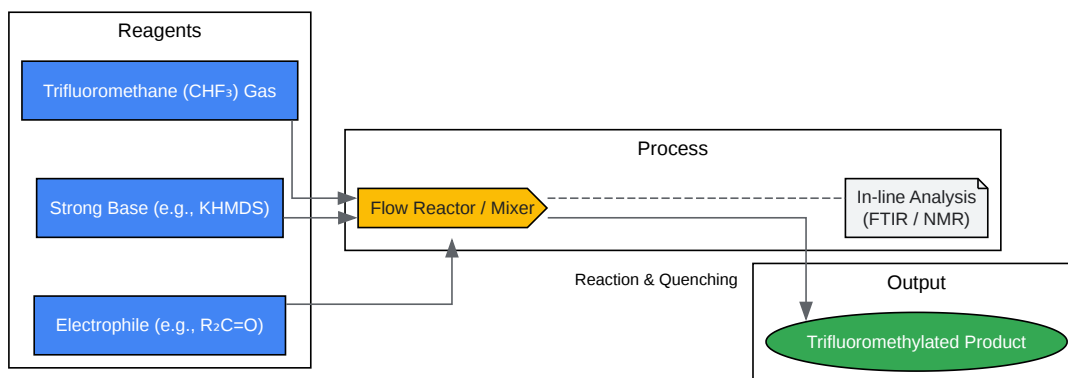 Reagents
Trifluoromethane (CHF₃) Gas
Strong Base (e.g., KHMDS)
Electrophile (e.g., R₂C=O)
Process
Flow Reactor / Mixer
In-line Analysis
(FTIR / NMR)
Reaction & Quenching
Output
Trifluoromethylated Product